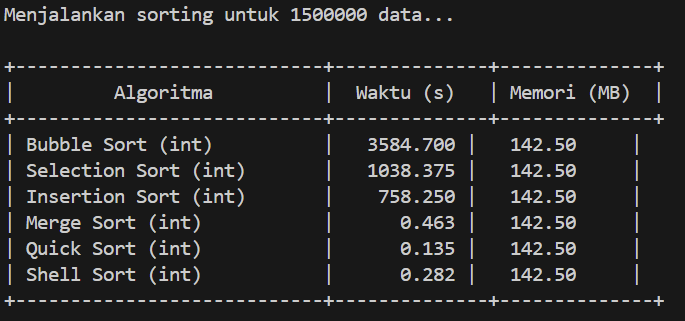 Menjalankan sorting untuk 1500000 data...
+----------------------------+--------------+--------------+
|         Algoritma          |  Waktu (s)   | Memori (MB)  |
+----------------------------+--------------+--------------+
| Bubble Sort (int)          |   3584.700 |   142.50     |
| Selection Sort (int)       |   1038.375 |   142.50     |
| Insertion Sort (int)       |    758.250 |   142.50     |
| Merge Sort (int)           |      0.463 |   142.50     |
| Quick Sort (int)           |      0.135 |   142.50     |
| Shell Sort (int)           |      0.282 |   142.50     |
+----------------------------+--------------+--------------+